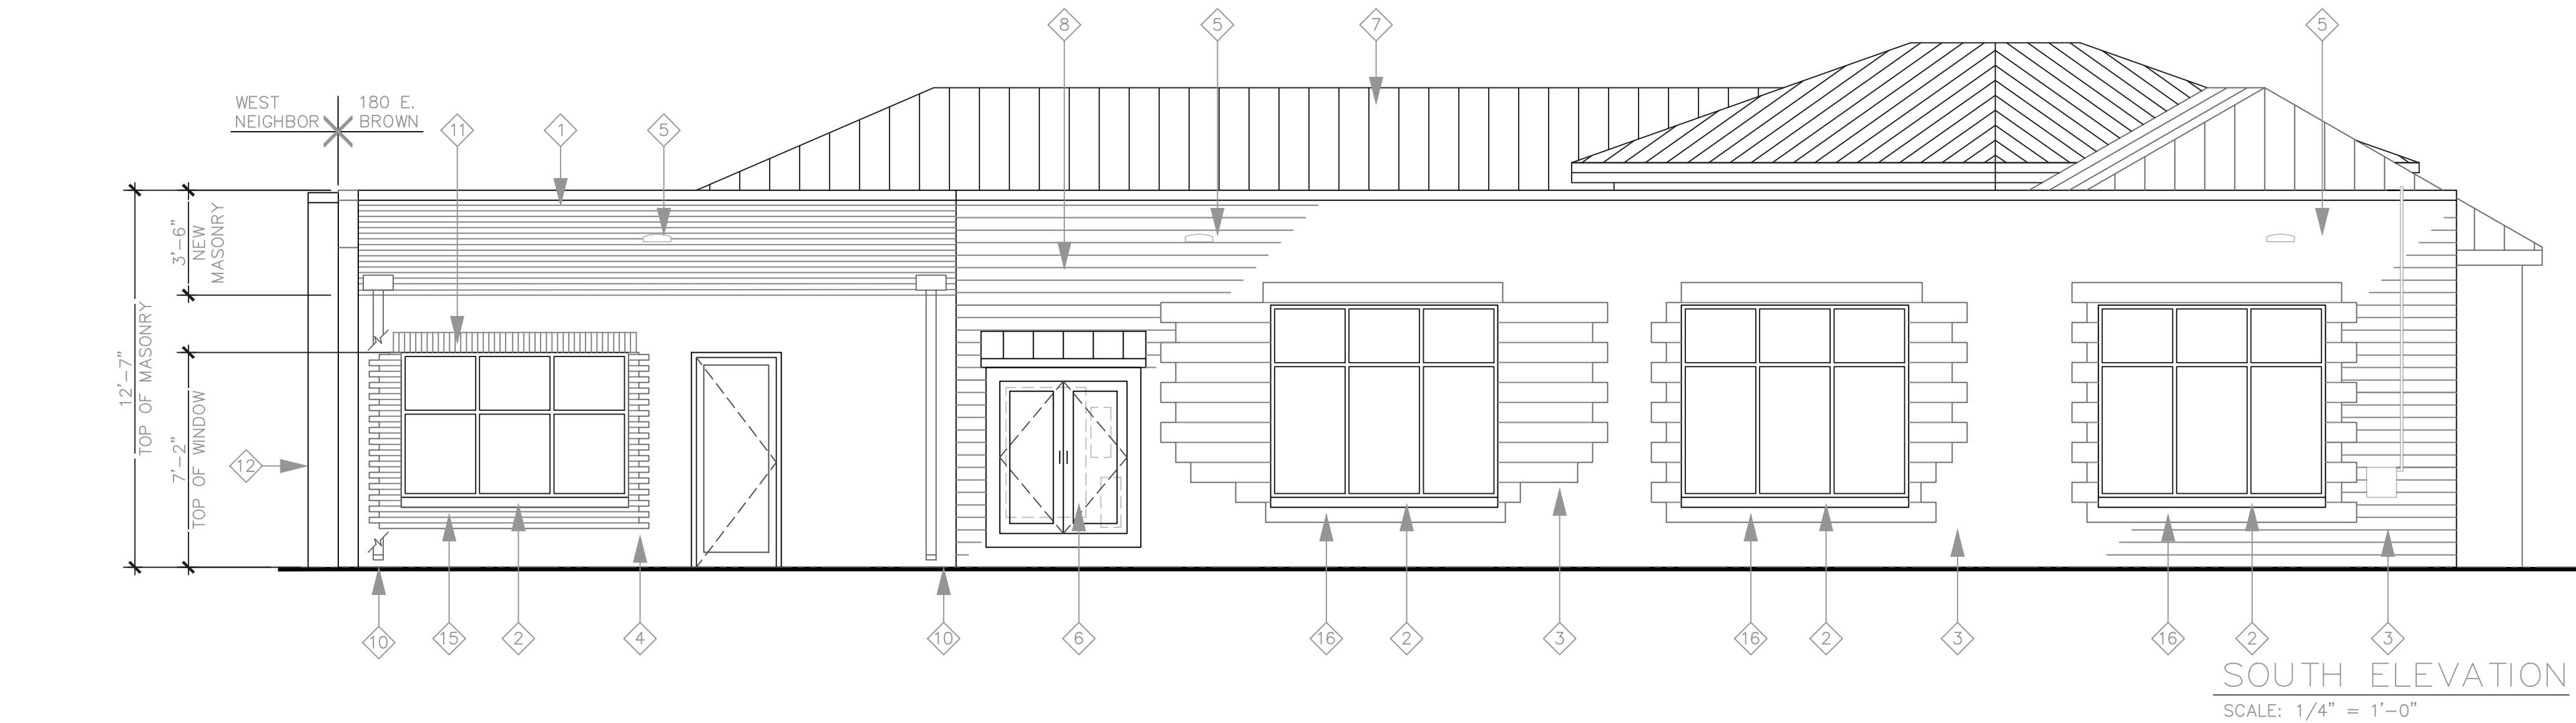 8
5
7
5
WEST
NEIGHBOR
180 E.
BROWN
11
1
5
3'-6"
NEW
MASONRY
12'-7"
TOP OF MASONRY
7'-2"
TOP OF WINDOW
12
10
15
2
4
10
6
16
2
3
16
2
3
16
2
3
SOUTH ELEVATION
SCALE: 1/4" = 1'-0"